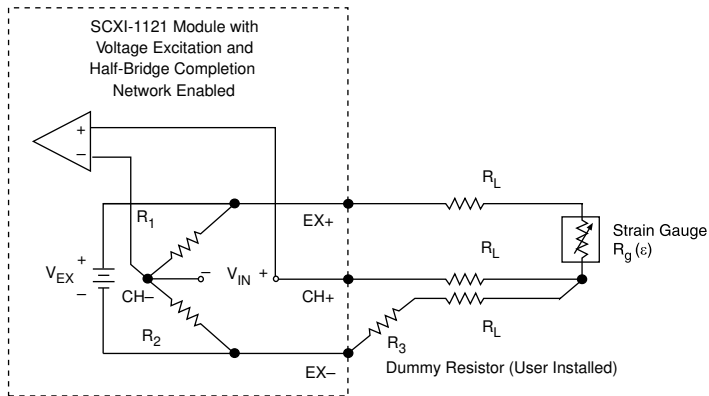 SCXI-1121 Module with
Voltage Excitation and
Half-Bridge Completion
Network Enabled
+
–
R1
EX+
RL
Strain Gauge
Rg (ε)
+
VEX
–
– VIN +
CH–
CH+
RL
R2
R3
RL
EX–
Dummy Resistor (User Installed)